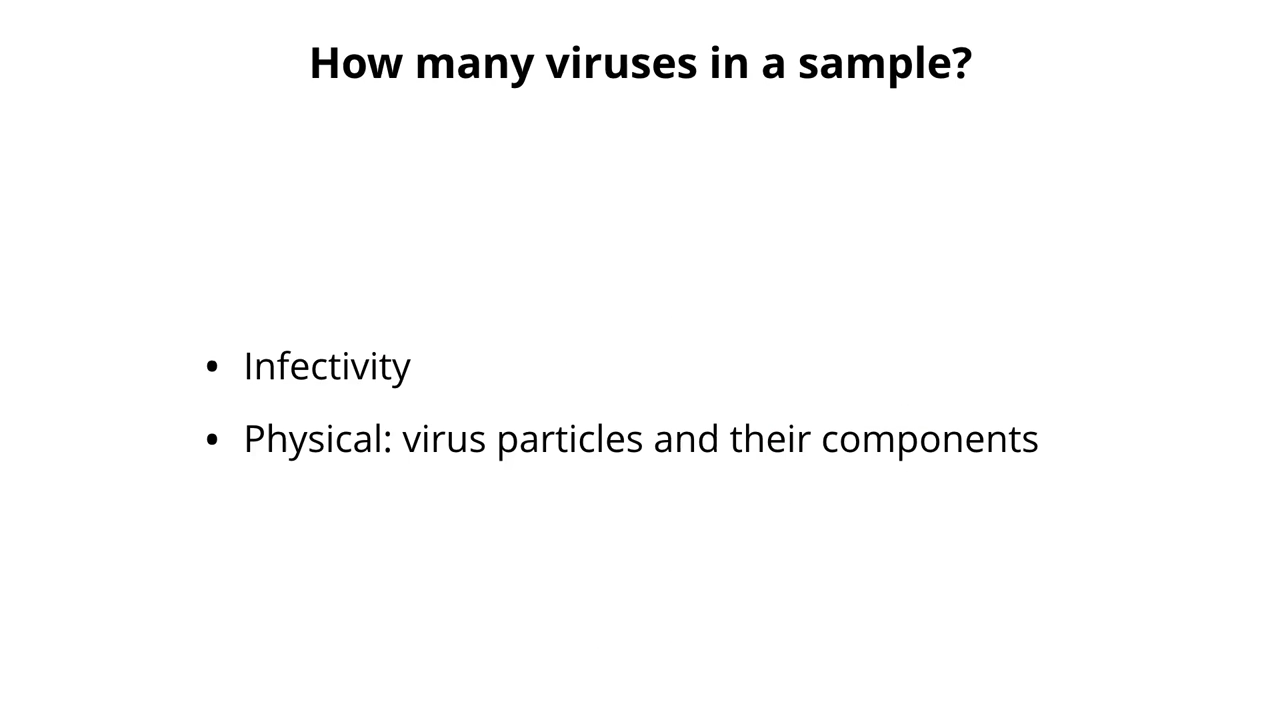 How many viruses in a sample?
• Infectivity
• Physical: virus particles and their components